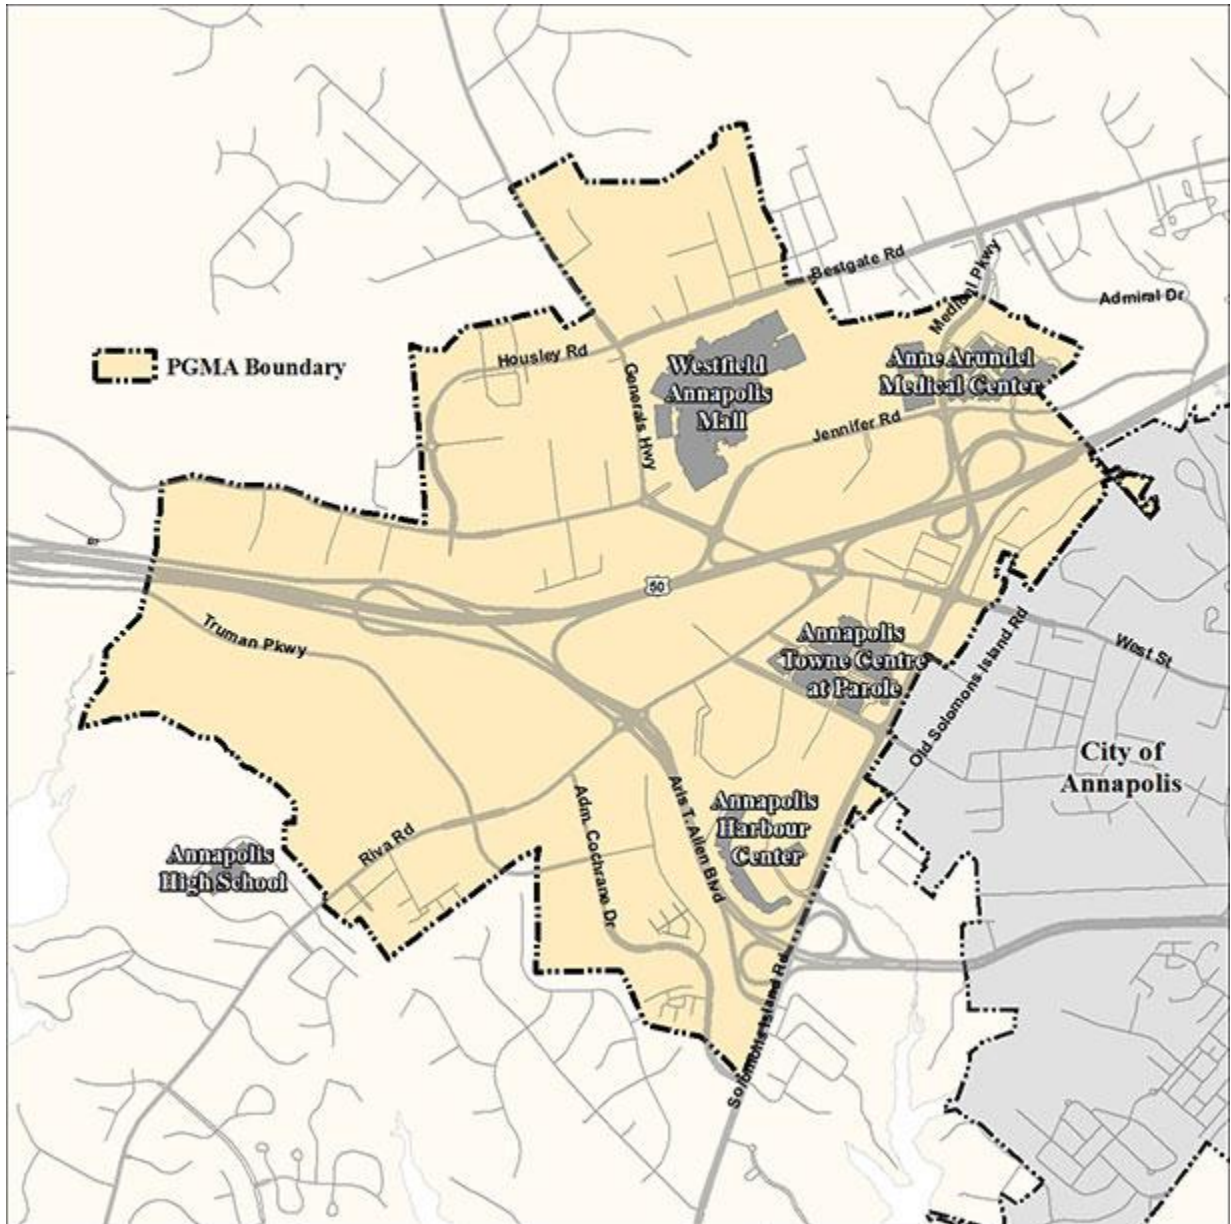 Bestgate Rd
Medical Pkwy
Admiral Dr
PGMA Boundary
Housley Rd
Generals Hwy
Westfield
Annapolis
Mall
Anne Arundel
Medical Center
Jennifer Rd
Dr
50
Truman Pkwy
Annapolis
Towne Centre
at Parole
Old Solomons Island Rd
West St
City of
Annapolis
Aris T. Allen Blvd
Adm. Cochrane Dr
Annapolis
Harbour
Center
Riva Rd
Annapolis
High School
Solomons Island Rd